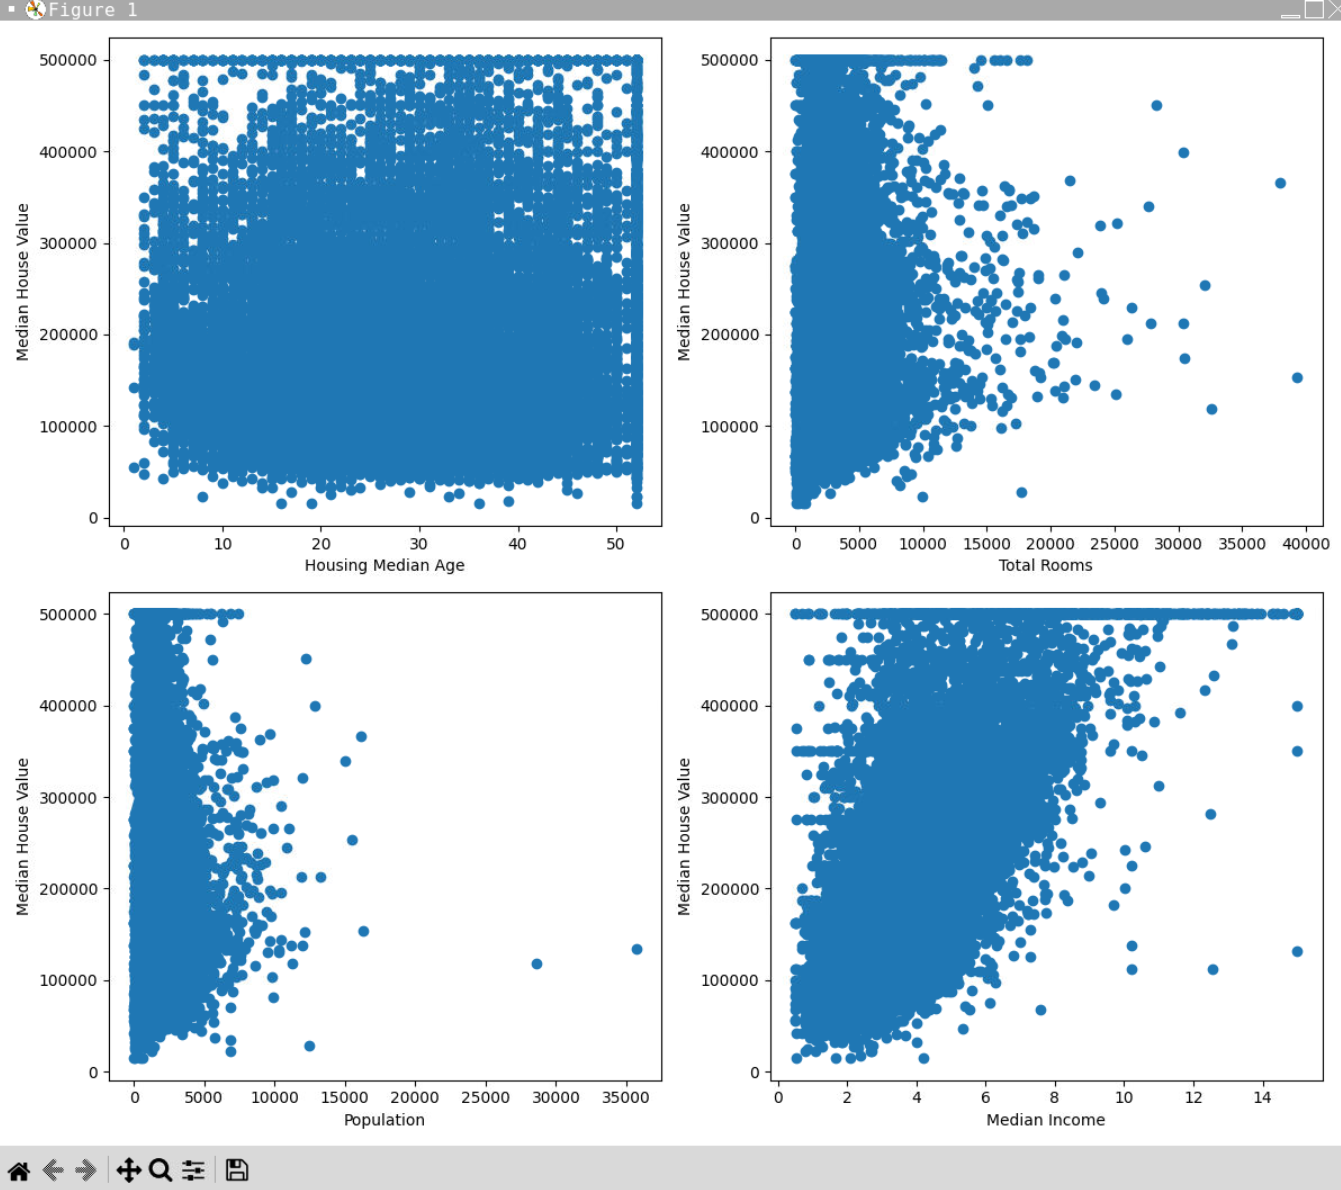 Figure 1
500000
400000
300000
200000
100000
0
Median House Value
0 10 20 30 40 50
Housing Median Age
500000
400000
300000
200000
100000
0
Median House Value
0 5000 10000 15000 20000 25000 30000 35000 40000
Total Rooms
500000
400000
300000
200000
100000
0
Median House Value
0 5000 10000 15000 20000 25000 30000 35000
Population
500000
400000
300000
200000
100000
0
Median House Value
0 2 4 6 8 10 12 14
Median Income